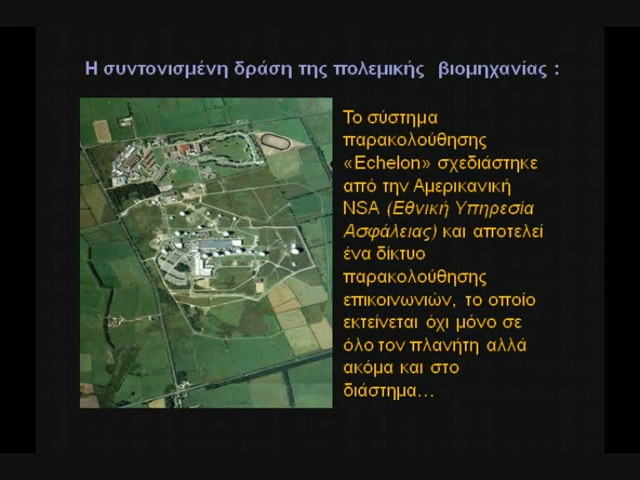 Η συντονισμένη δράση της πολεμικής βιομηχανίας :
Το σύστημα
παρακολούθησης
«Echelon» σχεδιάστηκε
από την Αμερικανική
NSA (Εθνική Υπηρεσία
Ασφάλειας) και αποτελεί
ένα δίκτυο
παρακολούθησης
επικοινωνιών, το οποίο
εκτείνεται όχι μόνο σε
όλο τον πλανήτη αλλά
ακόμα και στο
διάστημα…